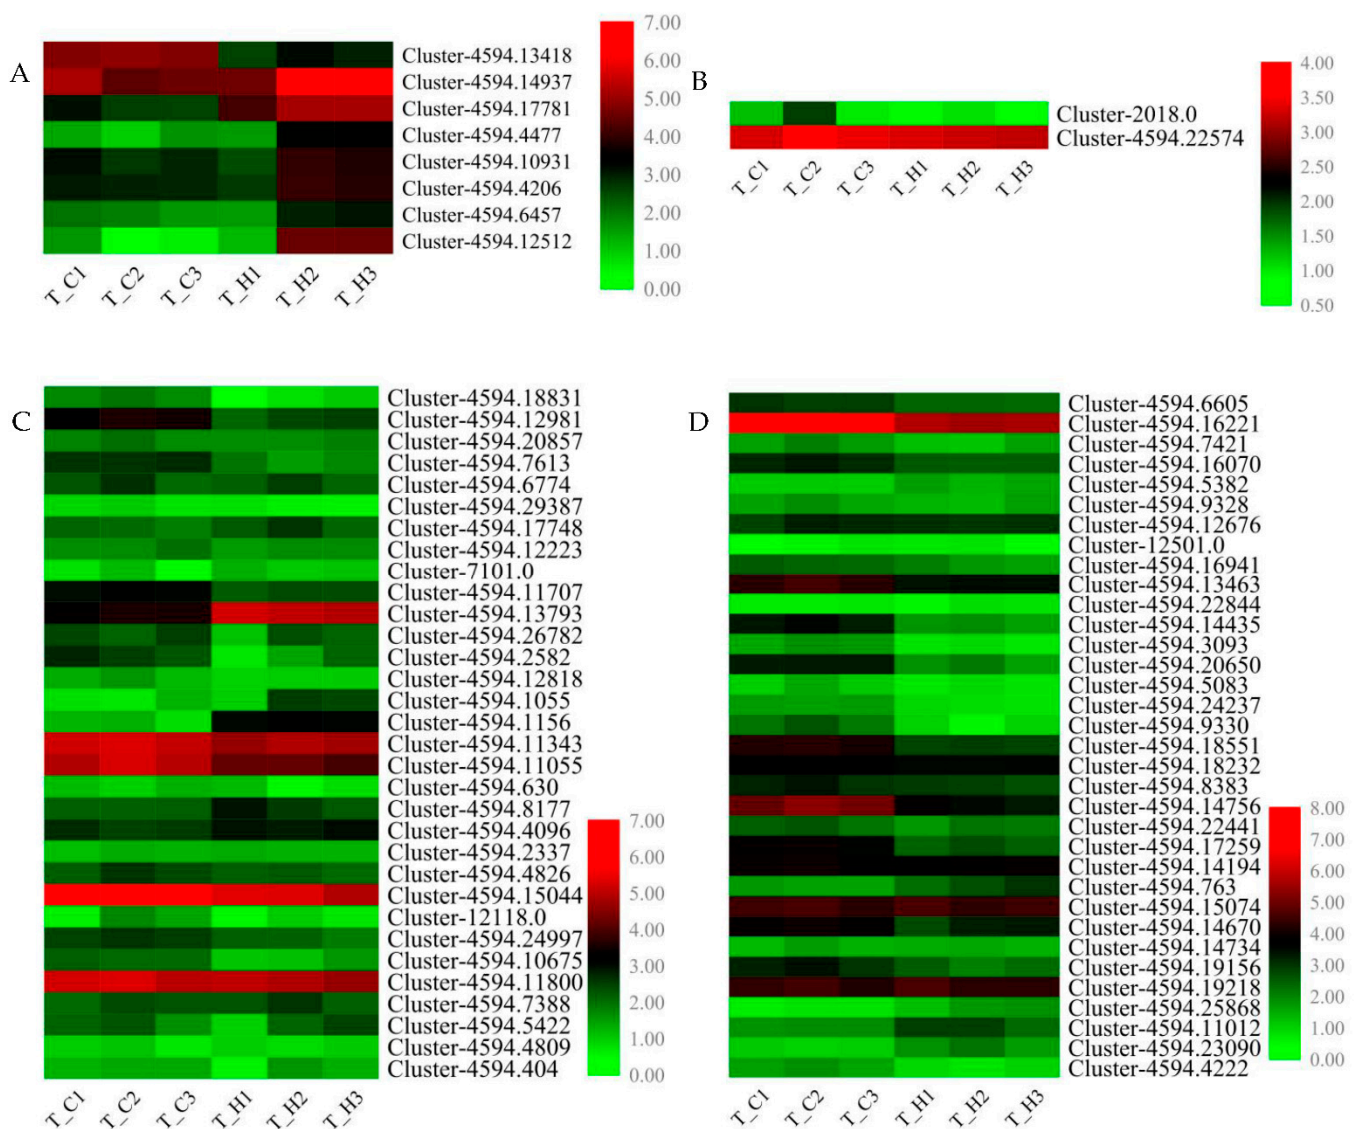 A
Cluster-4594.13418
Cluster-4594.14937
Cluster-4594.17781
Cluster-4594.4477
Cluster-4594.10931
Cluster-4594.4206
Cluster-4594.6457
Cluster-4594.12512
T_C1 T_C2 T_C3 T_H1 T_H2 T_H3
7.00
6.00
5.00
4.00
3.00
2.00
1.00
0.00
B
Cluster-2018.0
Cluster-4594.22574
T_C1 T_C2 T_C3 T_H1 T_H2 T_H3
4.00
3.50
3.00
2.50
2.00
1.50
1.00
0.50
C
Cluster-4594.18831
Cluster-4594.12981
Cluster-4594.20857
Cluster-4594.7613
Cluster-4594.6774
Cluster-4594.29387
Cluster-4594.17748
Cluster-4594.12223
Cluster-7101.0
Cluster-4594.11707
Cluster-4594.13793
Cluster-4594.26782
Cluster-4594.2582
Cluster-4594.12818
Cluster-4594.1055
Cluster-4594.1156
Cluster-4594.11343
Cluster-4594.11055
Cluster-4594.630
Cluster-4594.8177
Cluster-4594.4096
Cluster-4594.2337
Cluster-4594.4826
Cluster-4594.15044
Cluster-12118.0
Cluster-4594.24997
Cluster-4594.10675
Cluster-4594.11800
Cluster-4594.7388
Cluster-4594.5422
Cluster-4594.4809
Cluster-4594.404
T_C1 T_C2 T_C3 T_H1 T_H2 T_H3
7.00
6.00
5.00
4.00
3.00
2.00
1.00
0.00
D
Cluster-4594.6605
Cluster-4594.16221
Cluster-4594.7421
Cluster-4594.16070
Cluster-4594.5382
Cluster-4594.9328
Cluster-4594.12676
Cluster-12501.0
Cluster-4594.16941
Cluster-4594.13463
Cluster-4594.22844
Cluster-4594.14435
Cluster-4594.3093
Cluster-4594.20650
Cluster-4594.5083
Cluster-4594.24237
Cluster-4594.9330
Cluster-4594.18551
Cluster-4594.18232
Cluster-4594.8383
Cluster-4594.14756
Cluster-4594.22441
Cluster-4594.17259
Cluster-4594.14194
Cluster-4594.763
Cluster-4594.15074
Cluster-4594.14670
Cluster-4594.14734
Cluster-4594.19156
Cluster-4594.19218
Cluster-4594.25868
Cluster-4594.11012
Cluster-4594.23090
Cluster-4594.4222
T_C1 T_C2 T_C3 T_H1 T_H2 T_H3
8.00
7.00
6.00
5.00
4.00
3.00
2.00
1.00
0.00